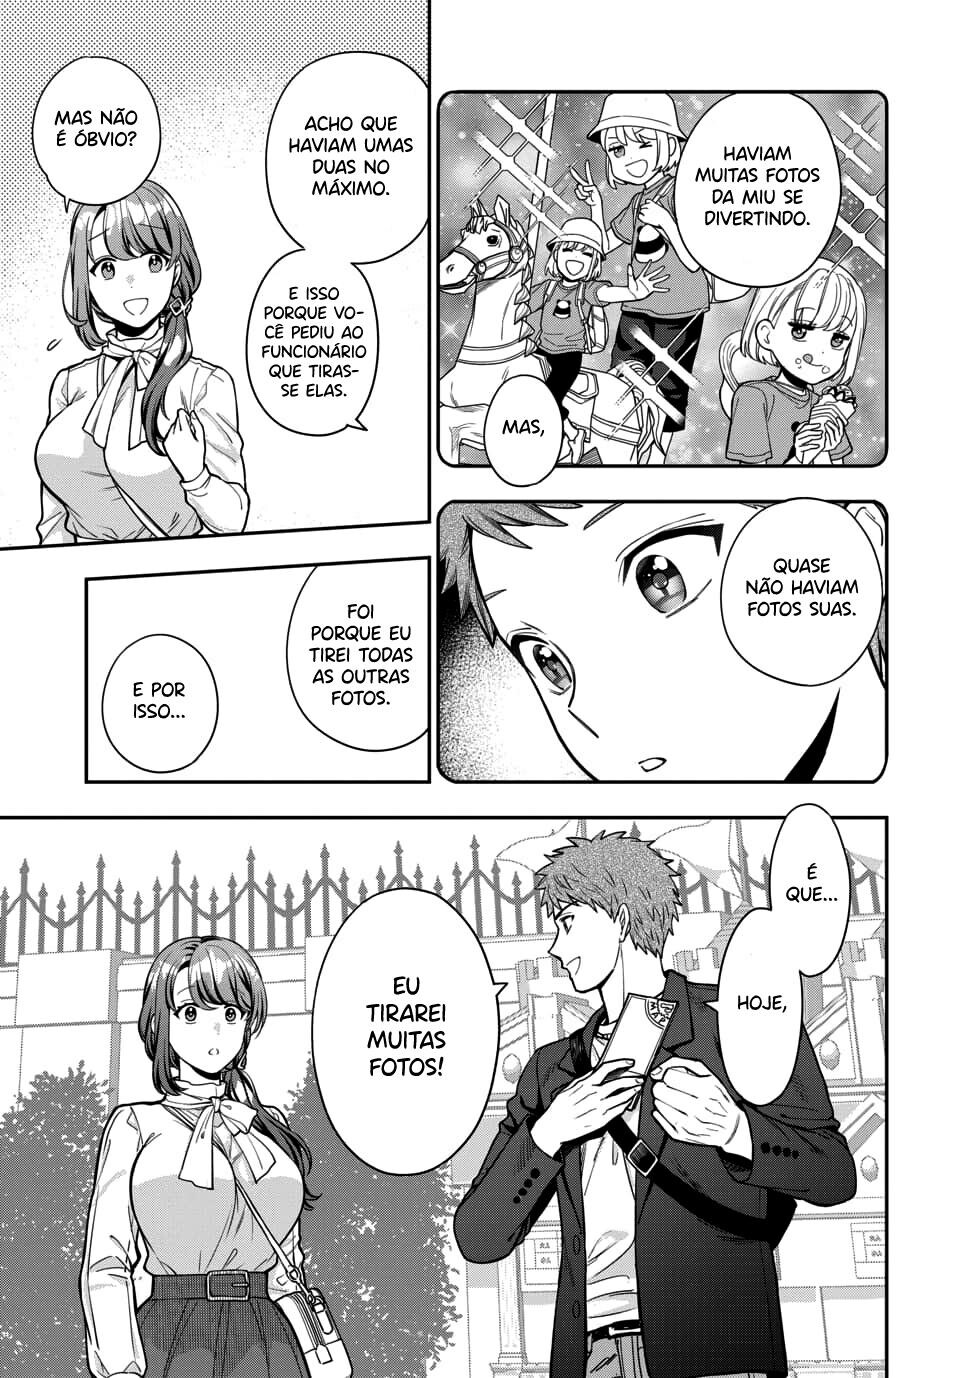 HAVIAM
MUITAS FOTOS
DA MIU SE
DIVERTINDO.
MAS,
QUASE
NÃO HAVIAM
FOTOS SUAS.
ACHO QUE
HAVIAM UMAS
DUAS NO
MÁXIMO.
E ISSO
PORQUE VO-
CÊ PEDIU AO
FUNCIONÁRIO
QUE TIRAS-
SE ELAS.
MAS NÃO
É ÓBVIO?
FOI
PORQUE EU
TIREI TODAS
AS OUTRAS
FOTOS.
E POR
ISSO...
É
QUE...
HOJE,
EU
TIRAREI
MUITAS
FOTOS!